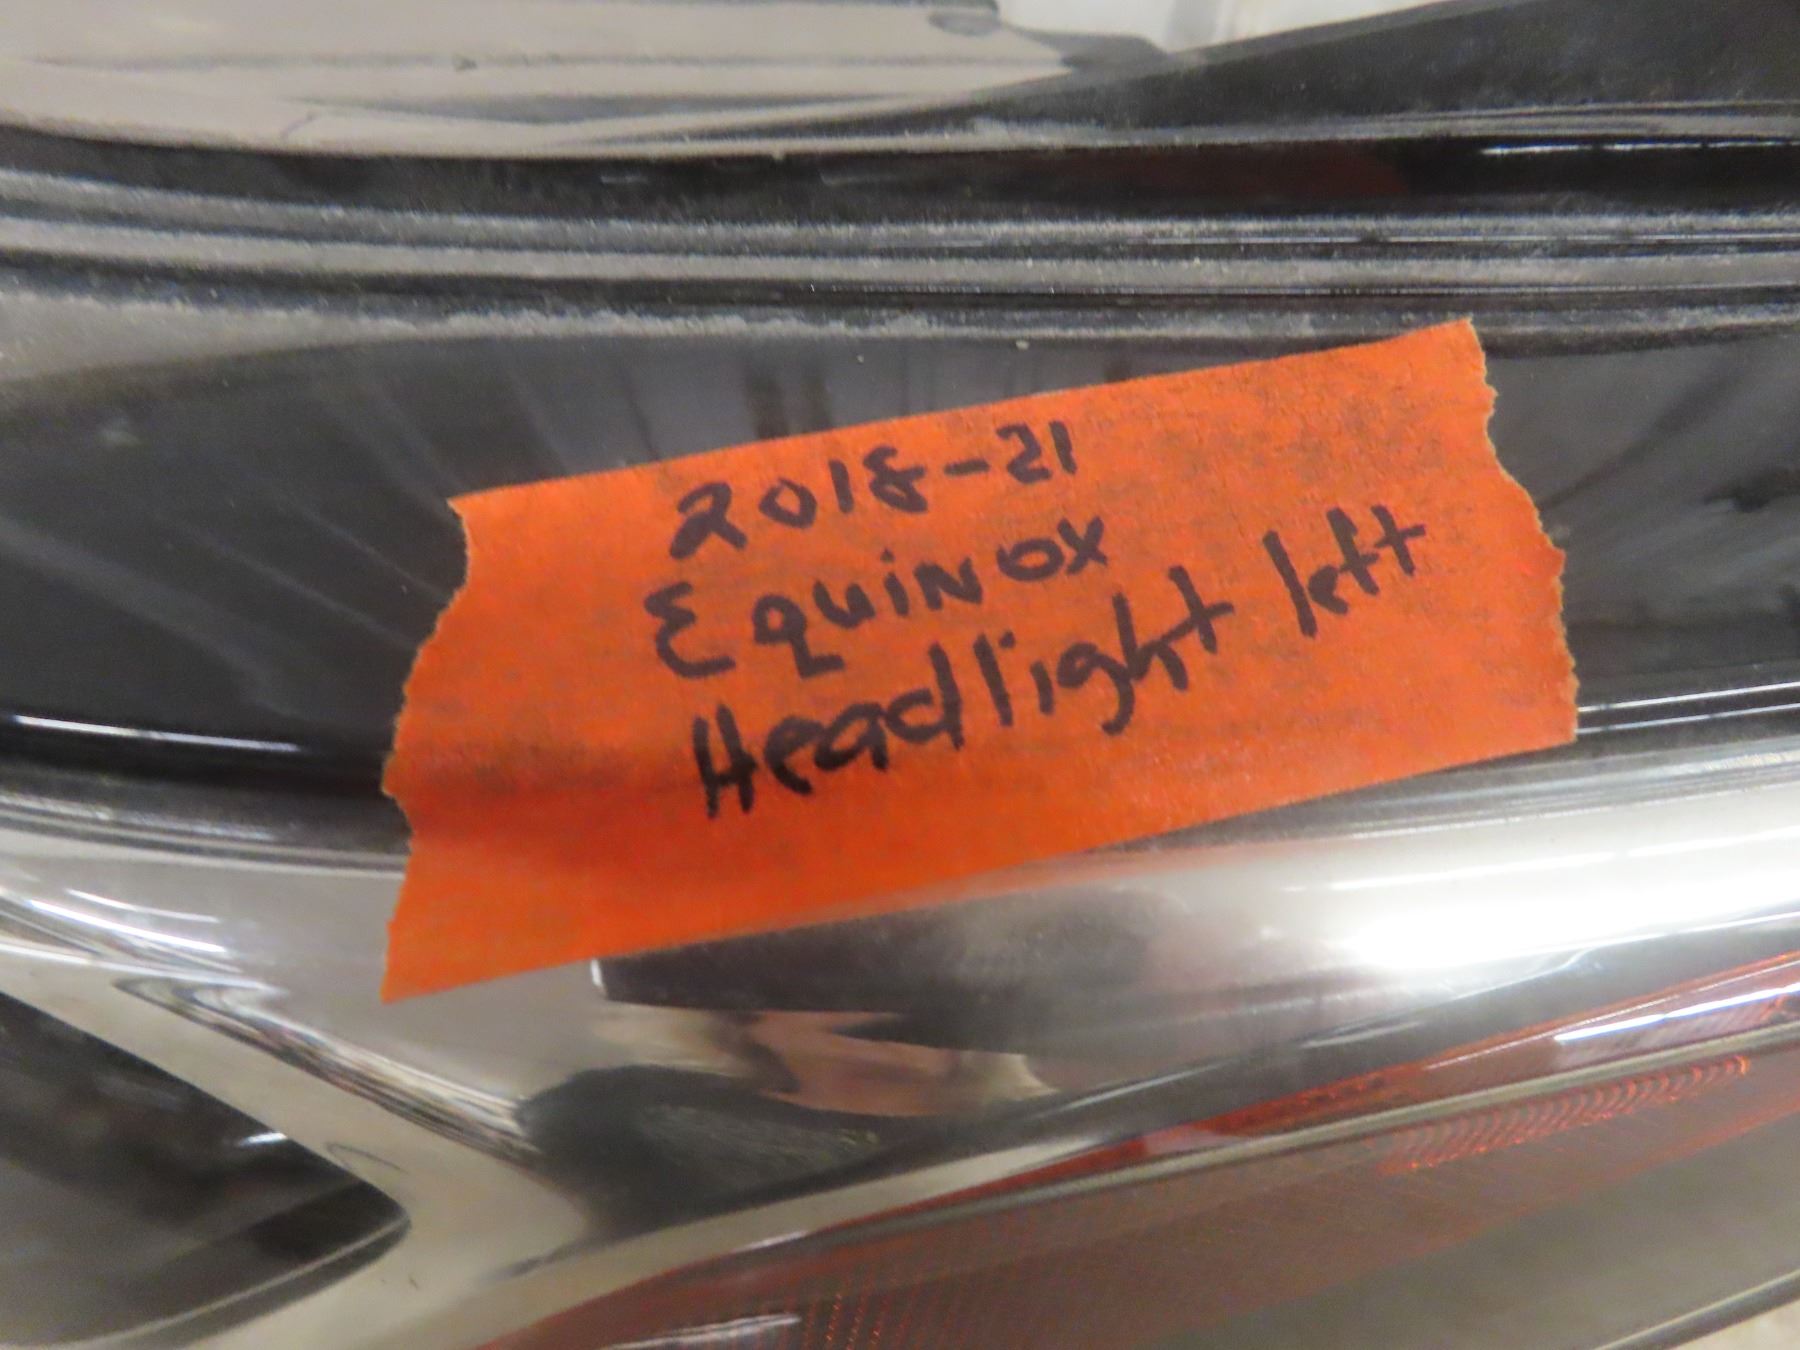 2018-21
Equinox
Headlight left